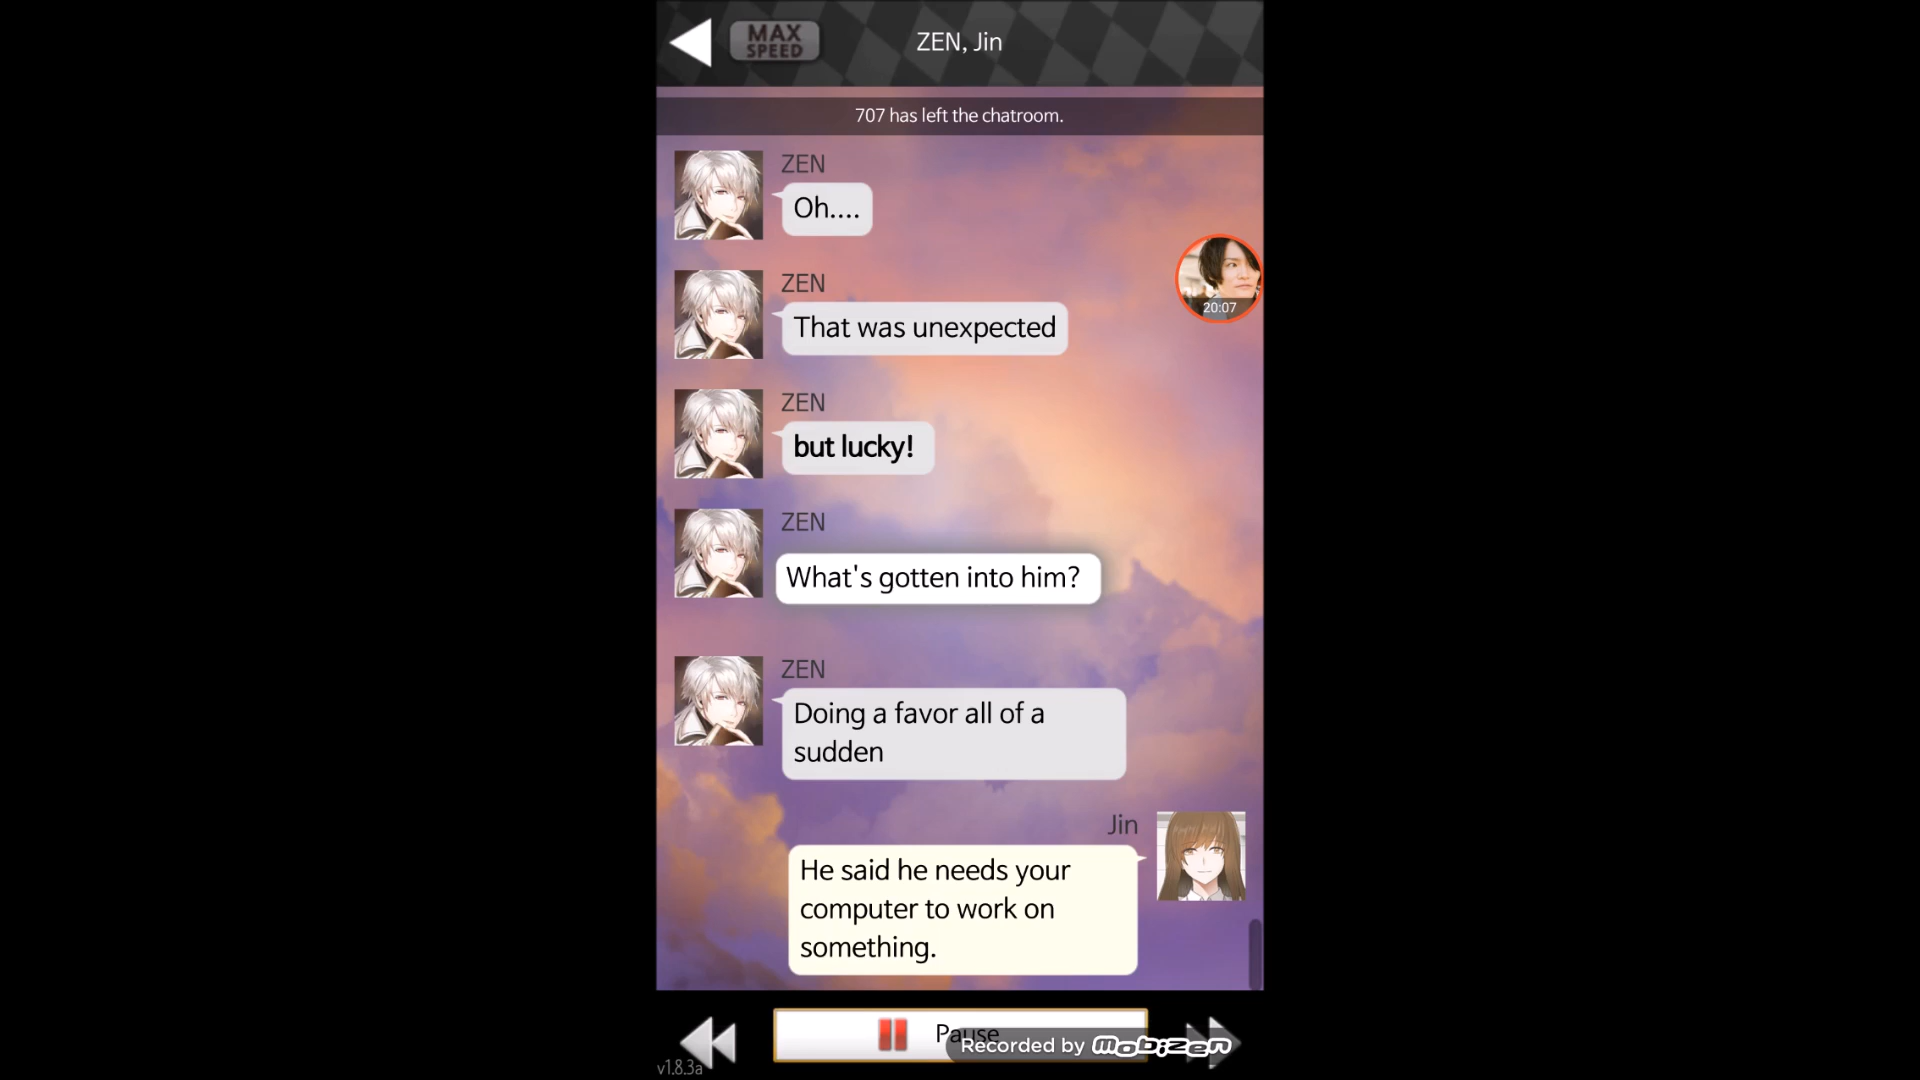 MAX
SPEED
ZEN, Jin
707 has left the chatroom.
ZEN
Oh....
20:07
ZEN
That was unexpected
ZEN
but lucky!
ZEN
What's gotten into him?
ZEN
Doing a favor all of a
sudden
Jin
He said he needs your
computer to work on
something.
Pause
Recorded by Mobizen
v1.8.3a